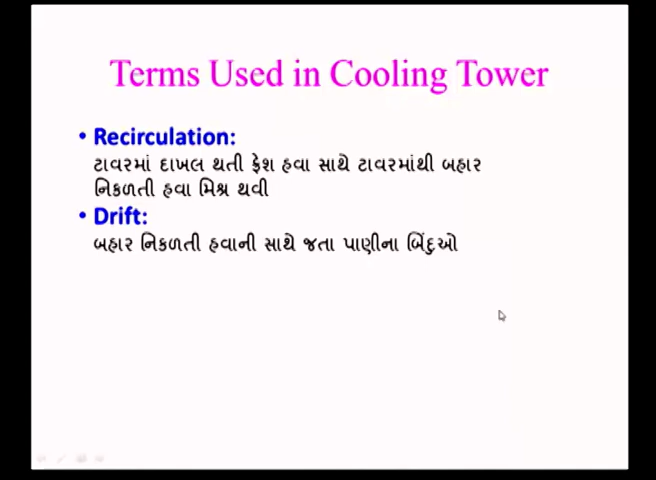 Terms Used in Cooling Tower
• Recirculation:
ટાવરમાં દાખલ થતી ફ્રેશ હવા સાથે ટાવરમાંથી બહાર
નિકળતી હવા મિશ્ર થવી
• Drift:
બહાર નિકળતી હવાની સાથે જતા પાણીના બિંદુઓ